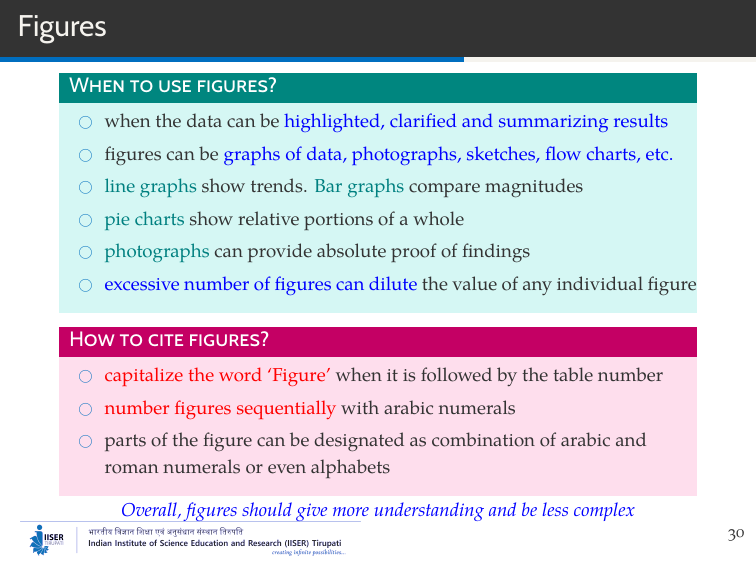 Figures
When to use figures?
when the data can be highlighted, clarified and summarizing results
figures can be graphs of data, photographs, sketches, flow charts, etc.
line graphs show trends. Bar graphs compare magnitudes
pie charts show relative portions of a whole
photographs can provide absolute proof of findings
excessive number of figures can dilute the value of any individual figure
How to cite figures?
capitalize the word ‘Figure’ when it is followed by the table number
number figures sequentially with arabic numerals
parts of the figure can be designated as combination of arabic and
roman numerals or even alphabets
Overall, figures should give more understanding and be less complex
IISER
TIRUPATI
भारतीय विज्ञान शिक्षा एवं अनुसंधान संस्थान तिरुपति
Indian Institute of Science Education and Research (IISER) Tirupati
creating infinite possibilities...
30